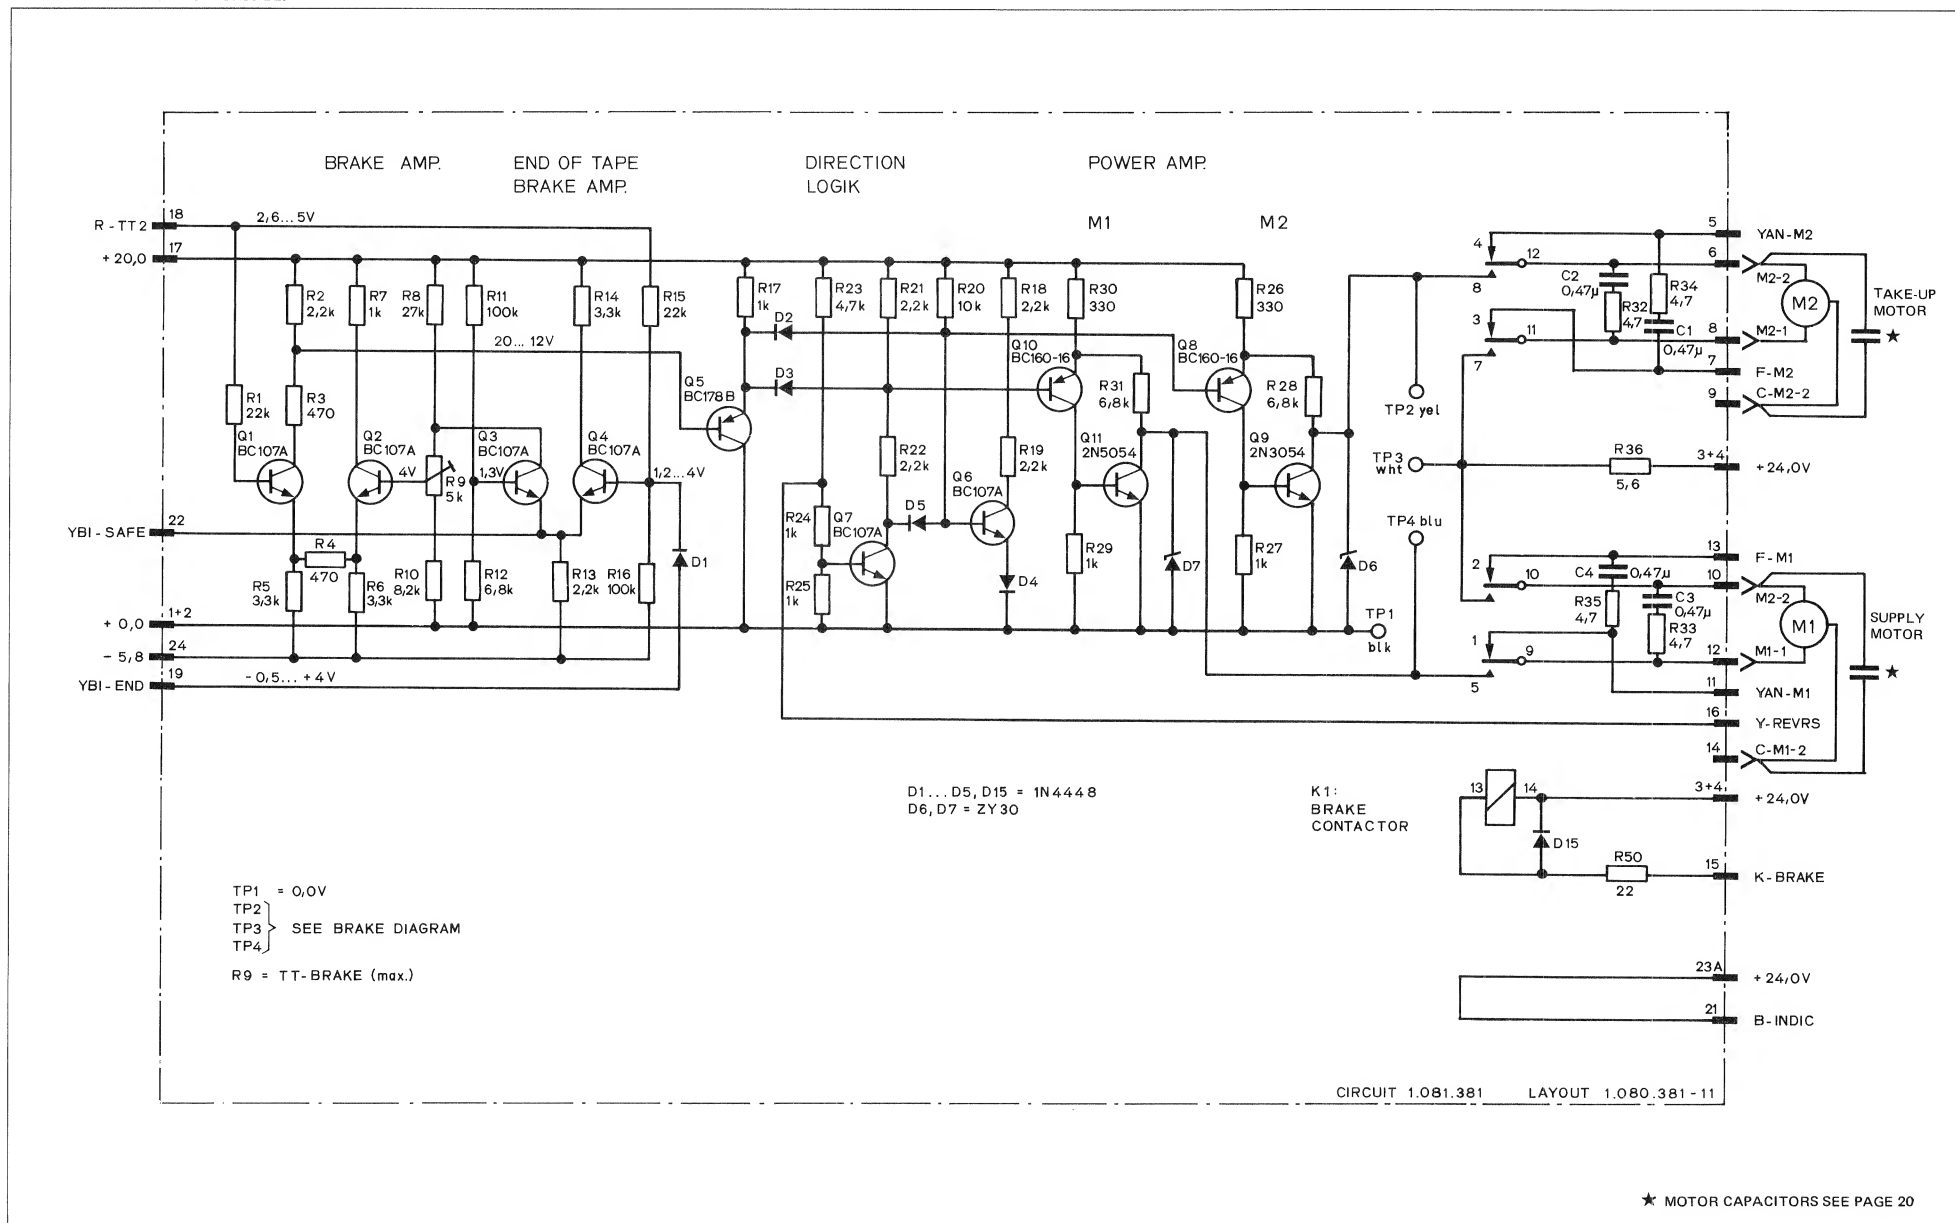 BRAKE AMP.
END OF TAPE
BRAKE AMP.
DIRECTION
LOGIK
POWER AMP.
M1
M2
R-TT2
18
2,6...5V
+20,0
17
R2
2,2k
R7
1k
R8
27k
R11
100k
R14
3,3k
R15
22k
R17
1k
R23
4,7k
R21
2,2k
R20
10k
R18
2,2k
R30
330
R26
330
D2
20...12V
D3
Q10
BC160-16
Q8
BC160-16
R1
22k
R3
470
Q5
BC178B
R31
6,8k
R28
6,8k
Q1
BC107A
Q2
BC107A
4V
R9
5k
Q3
BC107A
1,3V
Q4
BC107A
1,2...4V
R22
2,2k
R19
2,2k
Q11
2N5054
Q9
2N3054
Q6
BC107A
D5
R24
1k
Q7
BC107A
YBI-SAFE
22
R4
470
R5
3,3k
R6
3,3k
R10
8,2k
R12
6,8k
R13
2,2k
R16
100k
D1
R25
1k
D4
R29
1k
D7
R27
1k
D6
+ 0,0
1+2
- 5,8
24
YBI-END
19
-0,5...+4V
TP1
blk
TP2 yel
TP3
wht
TP4 blu
4
12
8
3
11
7
2
10
1
9
5
C2
0,47µ
R32
4,7
R34
4,7
C1
0,47µ
5
YAN-M2
6
M2-2
M2
8
M2-1
7
F-M2
9
C-M2-2
TAKE-UP
MOTOR
★
R36
5,6
3+4
+24,0V
13
F-M1
C4
0,47µ
10
M2-2
C3
0,47µ
R35
4,7
R33
4,7
M1
12
M1-1
11
YAN-M1
SUPPLY
MOTOR
★
16
Y-REVRS
14
C-M1-2
D1...D5, D15 = 1N4448
D6, D7 = ZY30
K1:
BRAKE
CONTACTOR
13
14
3+4
+24,0V
D15
R50
22
15
K-BRAKE
TP1 = 0,0V
TP2
TP3 SEE BRAKE DIAGRAM
TP4
R9 = TT-BRAKE (max.)
23A
+24,0V
21
B-INDIC
CIRCUIT 1.081.381 LAYOUT 1.080.381-11
★ MOTOR CAPACITORS SEE PAGE 20